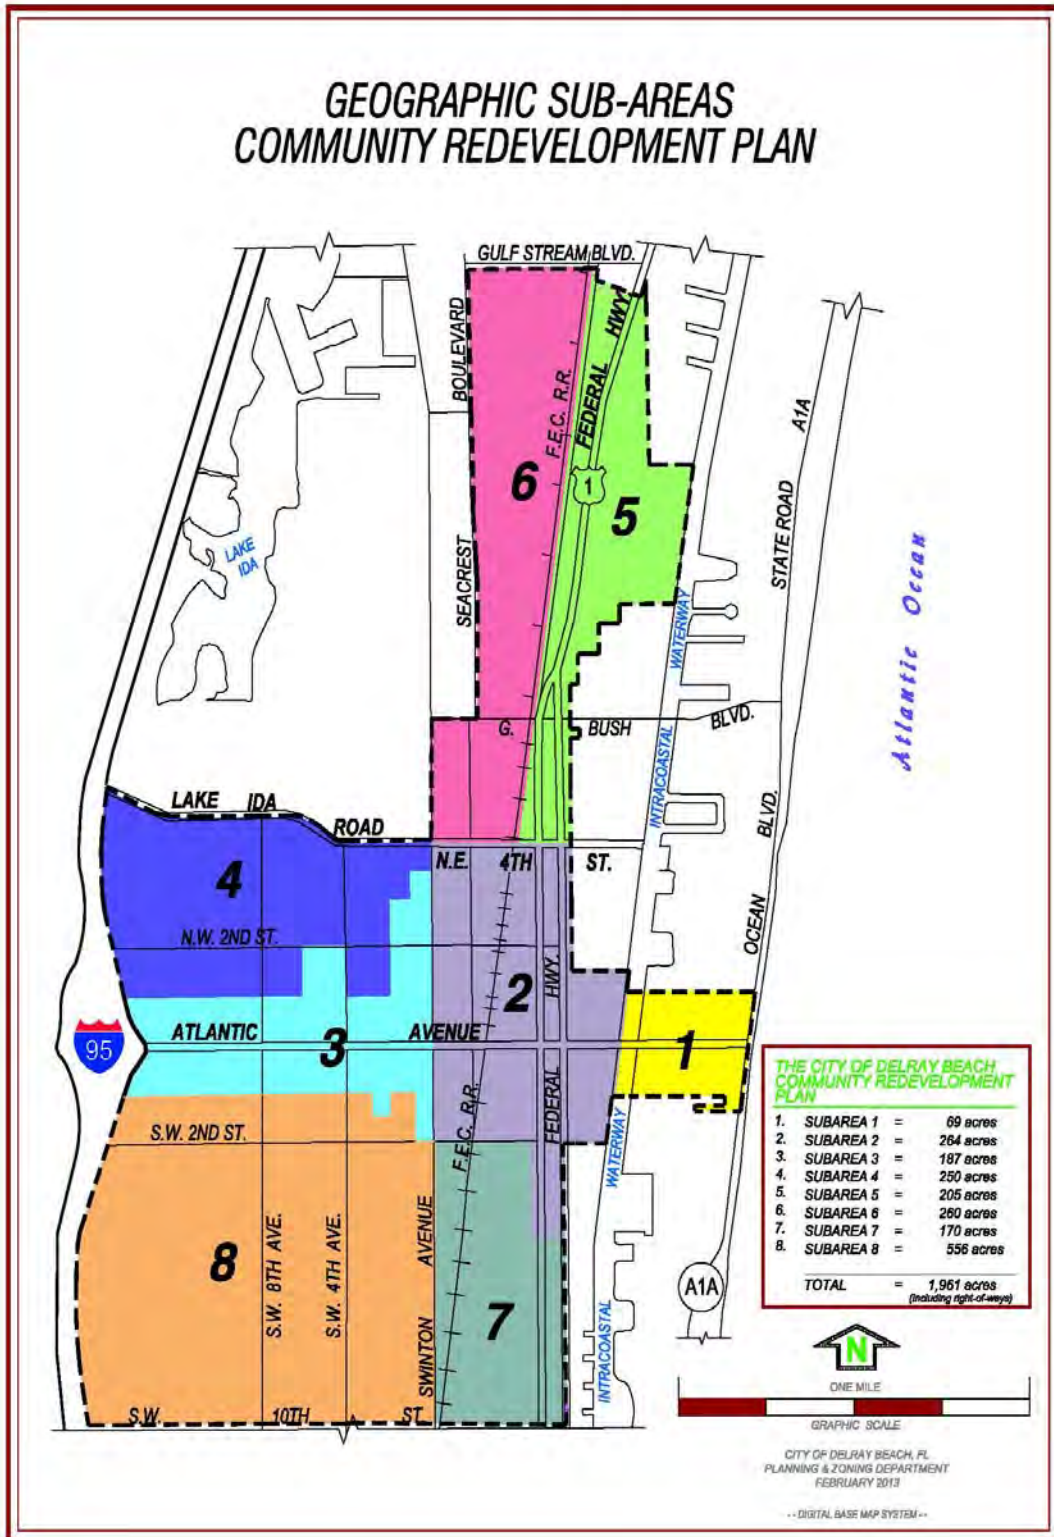 GEOGRAPHIC SUB-AREAS
COMMUNITY REDEVELOPMENT PLAN
GULF STREAM BLVD.
BOULEVARD
SEACREST
F.E.C. R.R.
FEDERAL
HWY.
1
6
5
LAKE
IDA
STATE ROAD
A1A
Atlantic Ocean
WATERWAY
INTRACOASTAL
G.
BUSH
BLVD.
OCEAN
BLVD.
LAKE
IDA
ROAD
N.E.
4TH
ST.
4
N.W. 2ND ST.
2
HWY.
FEDERAL
ATLANTIC
AVENUE
3
1
95
F.E.C. R.R.
S.W. 2ND ST.
WATERWAY
8
S.W. 8TH AVE.
S.W. 4TH AVE.
SWINTON
AVENUE
7
INTRACOASTAL
A1A
S.W.
10TH
ST
THE CITY OF DELRAY BEACH
COMMUNITY REDEVELOPMENT
PLAN
1. SUBAREA 1 = 69 acres
2. SUBAREA 2 = 264 acres
3. SUBAREA 3 = 187 acres
4. SUBAREA 4 = 250 acres
5. SUBAREA 5 = 205 acres
6. SUBAREA 6 = 260 acres
7. SUBAREA 7 = 170 acres
8. SUBAREA 8 = 556 acres
TOTAL = 1,961 acres
(including right-of-ways)
N
ONE MILE
GRAPHIC SCALE
CITY OF DELRAY BEACH, FL
PLANNING & ZONING DEPARTMENT
FEBRUARY 2013
-- DIGITAL BASE MAP SYSTEM --